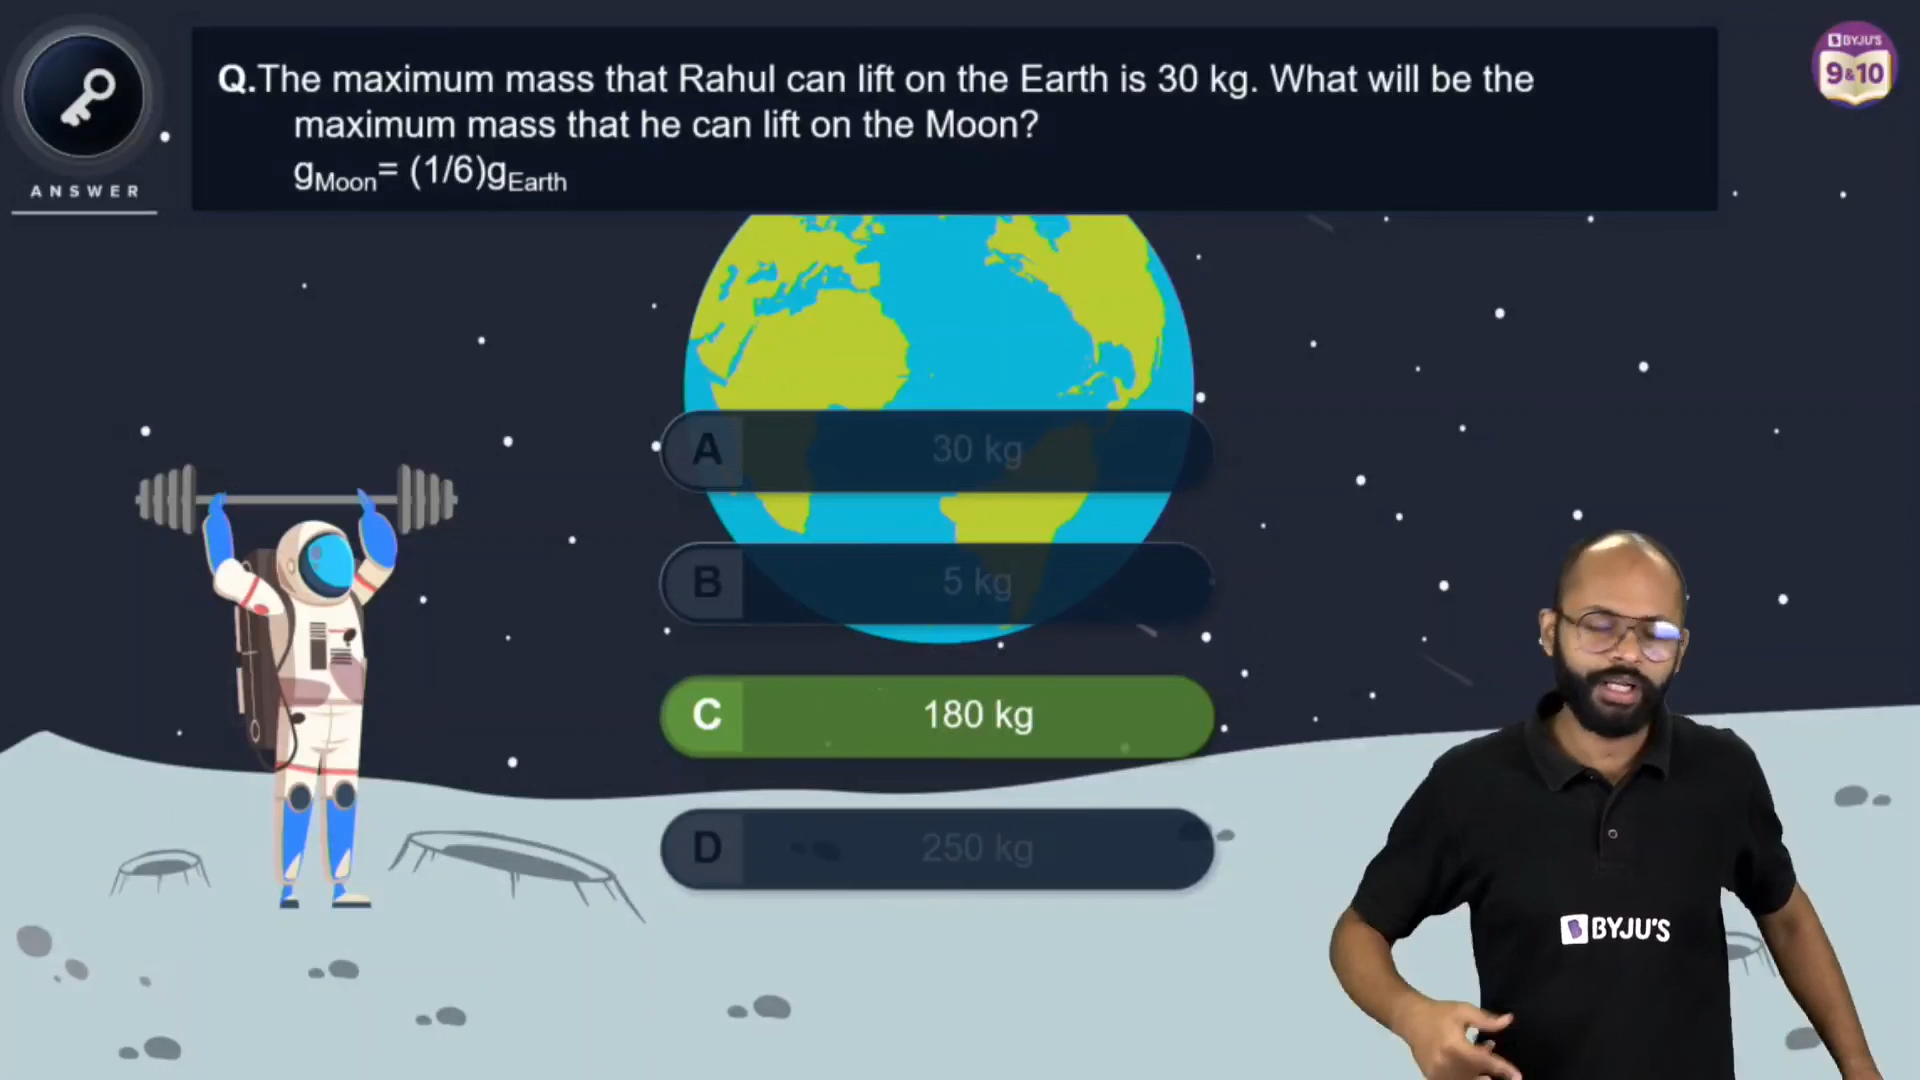 BYJU'S
9&10
Q.The maximum mass that Rahul can lift on the Earth is 30 kg. What will be the
maximum mass that he can lift on the Moon?
gMoon= (1/6)gEarth
ANSWER
A 30 kg
B 5 kg
C 180 kg
D 250 kg
BYJU'S